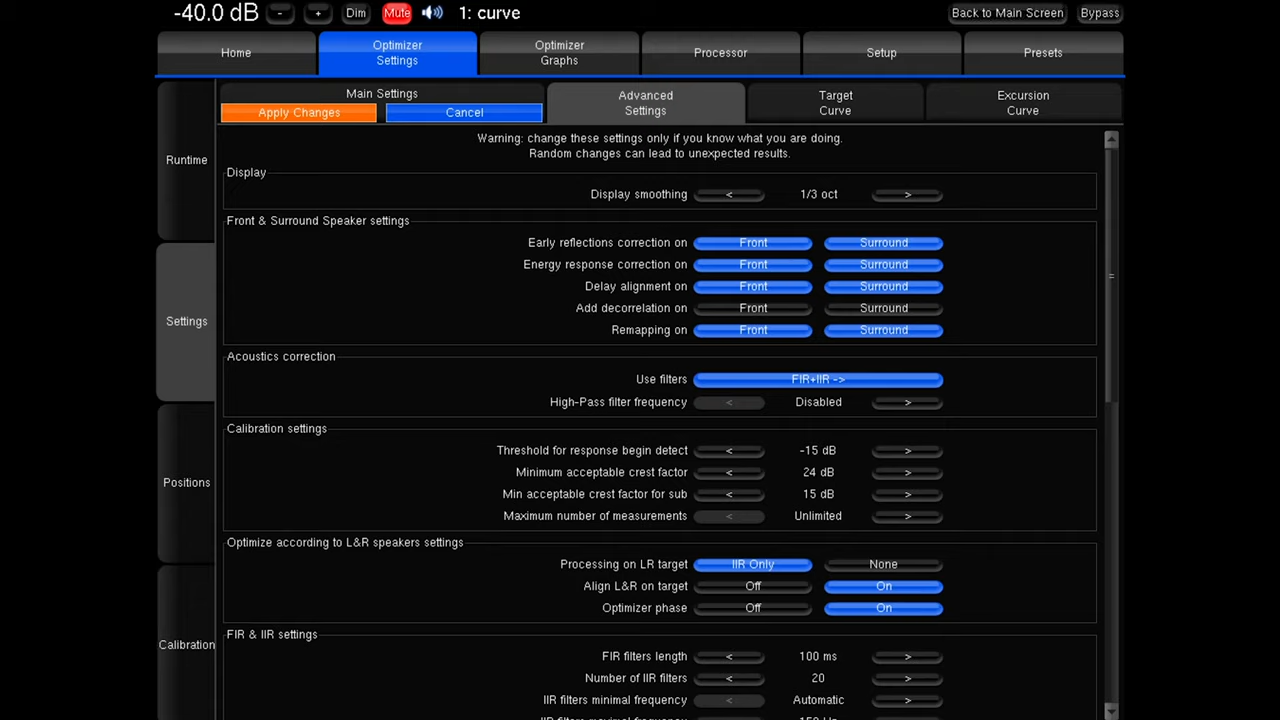 -40.0 dB - + Dim Mute 1: curve Back to Main Screen Bypass
Home
Optimizer
Settings
Optimizer
Graphs
Processor
Setup
Presets
Main Settings
Apply Changes Cancel
Advanced
Settings
Target
Curve
Excursion
Curve
Runtime
Settings
Positions
Calibration
Warning: change these settings only if you know what you are doing.
Random changes can lead to unexpected results.
Display
Display smoothing < 1/3 oct >
Front & Surround Speaker settings
Early reflections correction on Front Surround
Energy response correction on Front Surround
Delay alignment on Front Surround
Add decorrelation on Front Surround
Remapping on Front Surround
Acoustics correction
Use filters FIR+IIR ->
High-Pass filter frequency < Disabled >
Calibration settings
Threshold for response begin detect < -15 dB >
Minimum acceptable crest factor < 24 dB >
Min acceptable crest factor for sub < 15 dB >
Maximum number of measurements < Unlimited >
Optimize according to L&R speakers settings
Processing on LR target IIR Only None
Align L&R on target Off On
Optimizer phase Off On
FIR & IIR settings
FIR filters length < 100 ms >
Number of IIR filters < 20 >
IIR filters minimal frequency < Automatic >